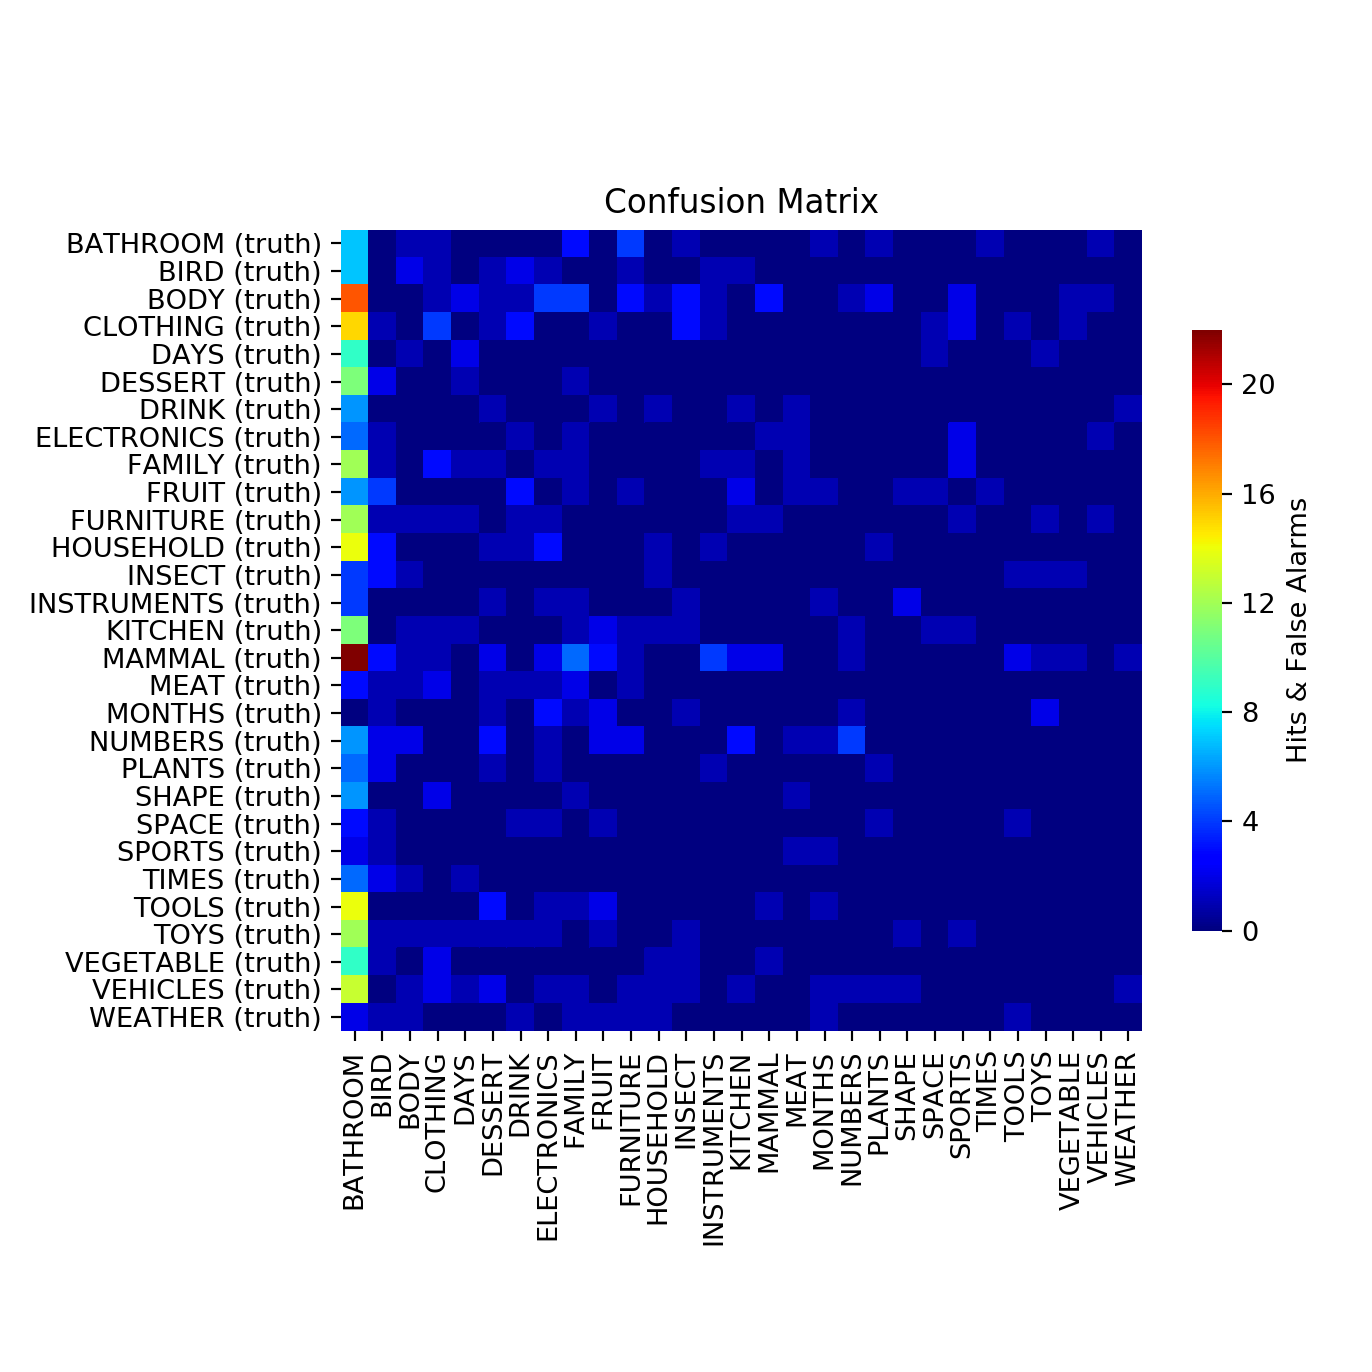 Confusion Matrix
BATHROOM (truth)
BIRD (truth)
BODY (truth)
CLOTHING (truth)
DAYS (truth)
DESSERT (truth)
DRINK (truth)
ELECTRONICS (truth)
FAMILY (truth)
FRUIT (truth)
FURNITURE (truth)
HOUSEHOLD (truth)
INSECT (truth)
INSTRUMENTS (truth)
KITCHEN (truth)
MAMMAL (truth)
MEAT (truth)
MONTHS (truth)
NUMBERS (truth)
PLANTS (truth)
SHAPE (truth)
SPACE (truth)
SPORTS (truth)
TIMES (truth)
TOOLS (truth)
TOYS (truth)
VEGETABLE (truth)
VEHICLES (truth)
WEATHER (truth)
BATHROOM
BIRD
BODY
CLOTHING
DAYS
DESSERT
DRINK
ELECTRONICS
FAMILY
FRUIT
FURNITURE
HOUSEHOLD
INSECT
INSTRUMENTS
KITCHEN
MAMMAL
MEAT
MONTHS
NUMBERS
PLANTS
SHAPE
SPACE
SPORTS
TIMES
TOOLS
TOYS
VEGETABLE
VEHICLES
WEATHER
20
16
12
8
4
0
Hits & False Alarms